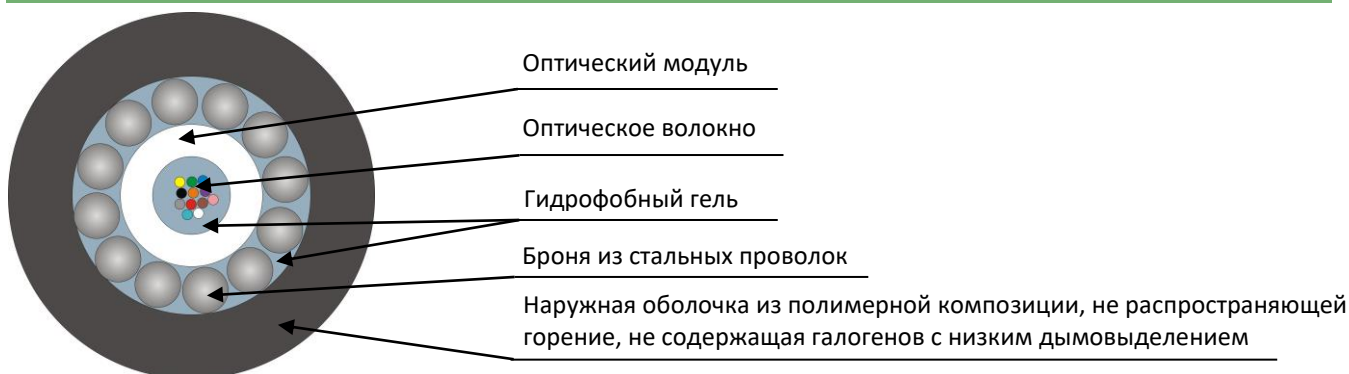 Оптический модуль
Оптическое волокно
Гидрофобный гель
Броня из стальных проволок
Наружная оболочка из полимерной композиции, не распространяющей
горение, не содержащая галогенов с низким дымовыделением